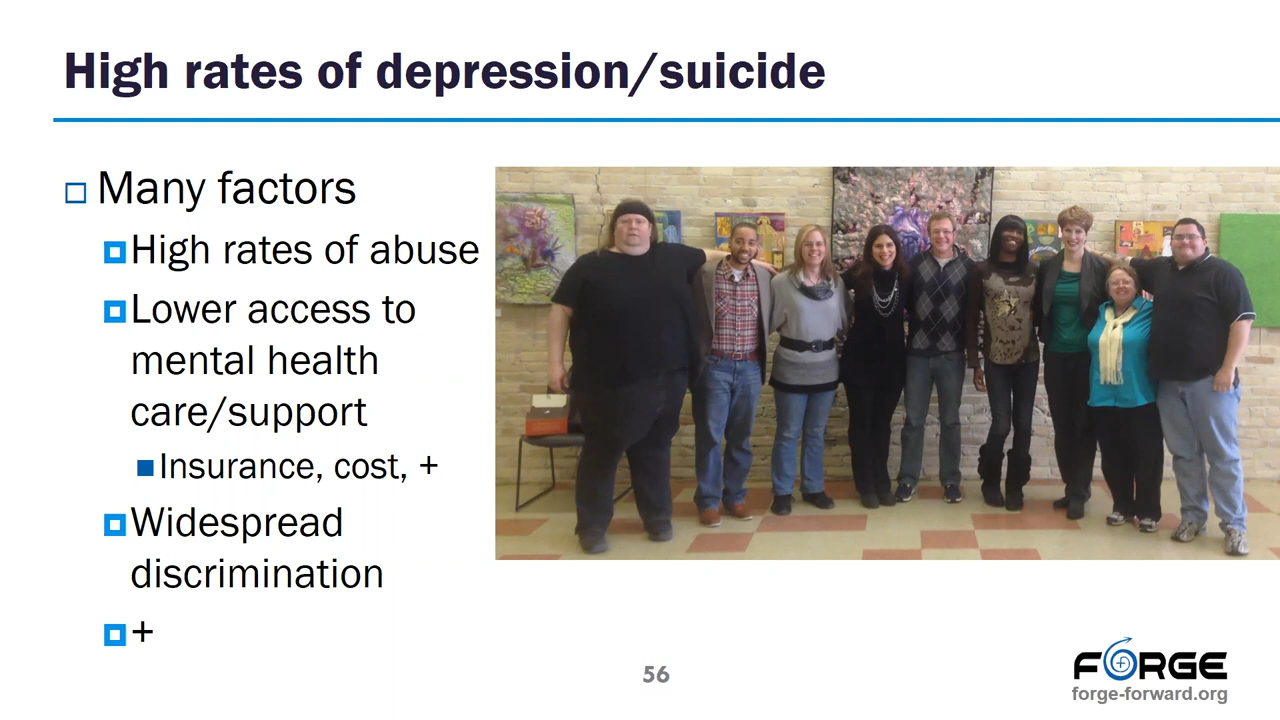 High rates of depression/suicide
Many factors
High rates of abuse
Lower access to
mental health
care/support
Insurance, cost, +
Widespread
discrimination
+
56
FORGE
forge-forward.org